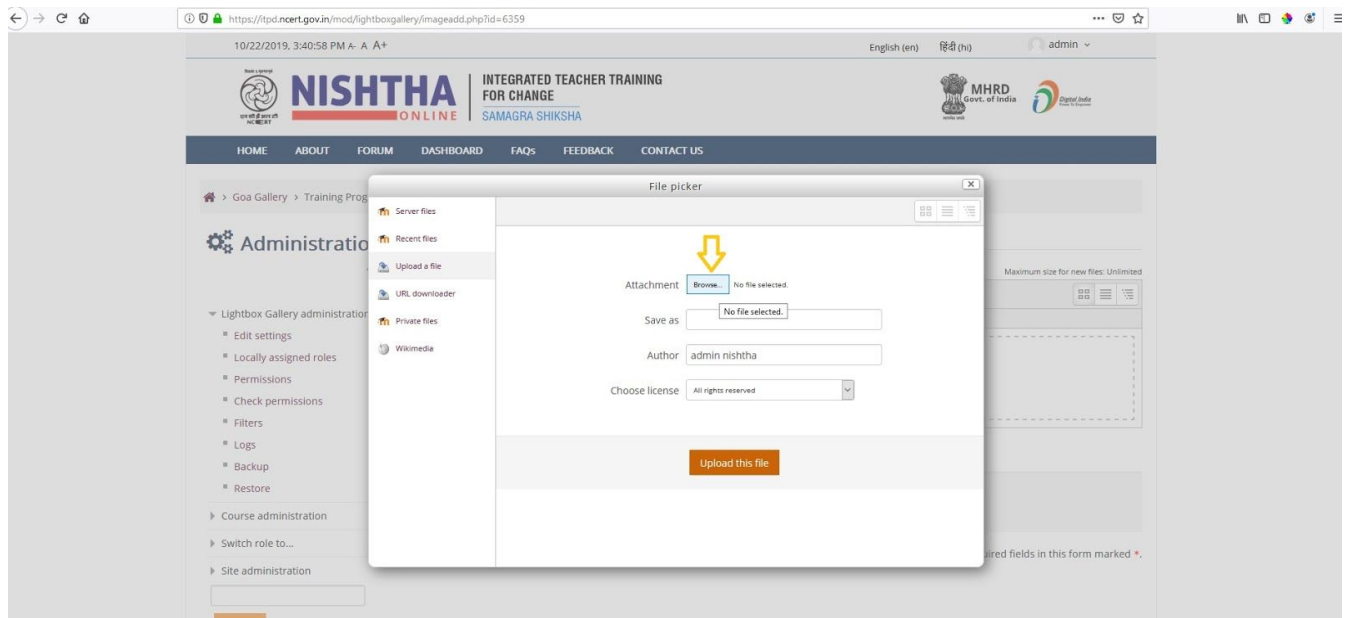 https://itpd.ncert.gov.in/mod/lightboxgallery/imageadd.php?id=6359
10/22/2019, 3:40:58 PM A- A A+
English (en) हिंदी (hi) admin
NISHTHA
ONLINE
INTEGRATED TEACHER TRAINING
FOR CHANGE
SAMAGRA SHIKSHA
NCERT
MHRD
Govt. of India
Digital India
Power To Empower
HOME ABOUT FORUM DASHBOARD FAQs FEEDBACK CONTACT US
Goa Gallery > Training Prog
Administratio
Lightbox Gallery administration
Edit settings
Locally assigned roles
Permissions
Check permissions
Filters
Logs
Backup
Restore
Course administration
Switch role to...
Site administration
File picker
Server files
Recent files
Upload a file
URL downloader
Private files
Wikimedia
Attachment Browse... No file selected.
No file selected.
Save as
Author admin nishtha
Choose license All rights reserved
Upload this file
Maximum size for new files: Unlimited
uired fields in this form marked *.